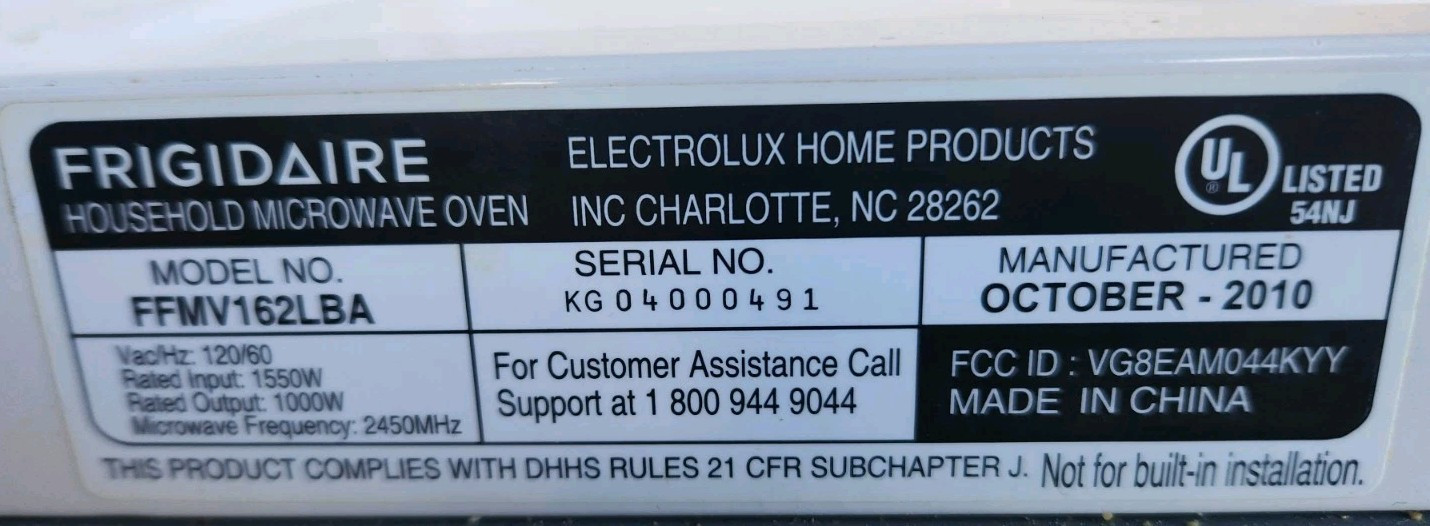 FRIGIDAIRE
HOUSEHOLD MICROWAVE OVEN
ELECTROLUX HOME PRODUCTS
INC CHARLOTTE, NC 28262
UL
®
LISTED
54NJ
MODEL NO.
FFMV162LBA
SERIAL NO.
KG04000491
MANUFACTURED
OCTOBER - 2010
Vac/Hz: 120/60
Rated Input: 1550W
Rated Output: 1000W
Microwave Frequency: 2450MHz
For Customer Assistance Call
Support at 1 800 944 9044
FCC ID : VG8EAM044KYY
MADE IN CHINA
THIS PRODUCT COMPLIES WITH DHHS RULES 21 CFR SUBCHAPTER J. Not for built-in installation.